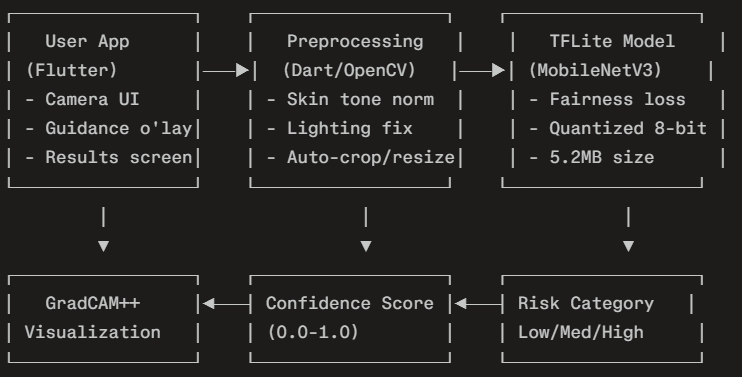 User App
(Flutter)
- Camera UI
- Guidance o'lay
- Results screen
Preprocessing
(Dart/OpenCV)
- Skin tone norm
- Lighting fix
- Auto-crop/resize
TFLite Model
(MobileNetV3)
- Fairness loss
- Quantized 8-bit
- 5.2MB size
GradCAM++
Visualization
Confidence Score
(0.0-1.0)
Risk Category
Low/Med/High